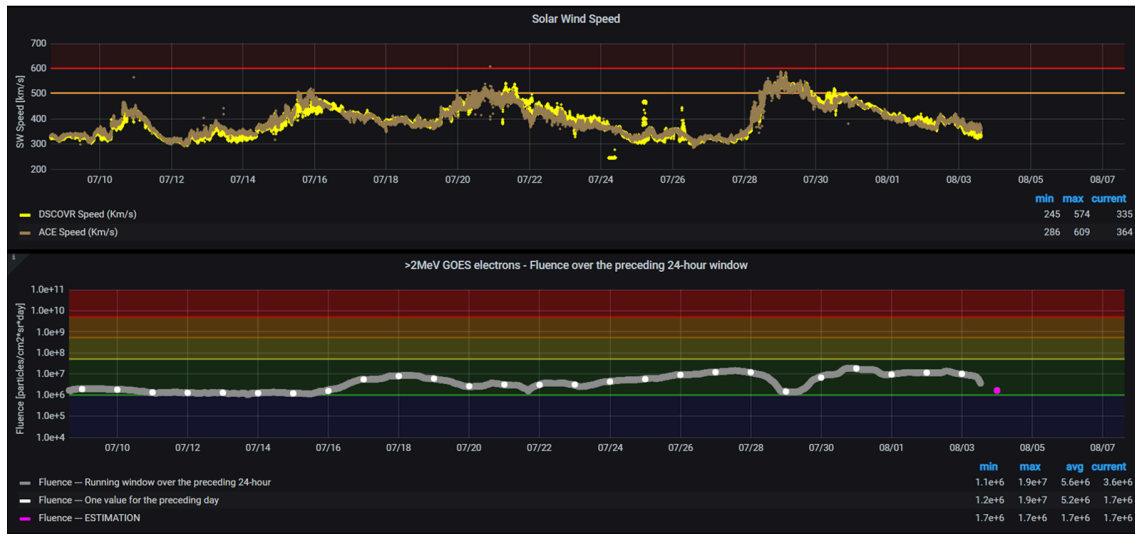 Solar Wind Speed
SW Speed [km/s]
700
600
500
400
300
200
07/10 07/12 07/14 07/16 07/18 07/20 07/22 07/24 07/26 07/28 07/30 08/01 08/03 08/05 08/07
min max current
DSCOVR Speed (Km/s) 245 574 335
ACE Speed (Km/s) 286 609 364
i
>2MeV GOES electrons - Fluence over the preceding 24-hour window
Fluence [particles/cm2*sr*day]
1.0e+11
1.0e+10
1.0e+9
1.0e+8
1.0e+7
1.0e+6
1.0e+5
1.0e+4
07/10 07/12 07/14 07/16 07/18 07/20 07/22 07/24 07/26 07/28 07/30 08/01 08/03 08/05 08/07
min max avg current
Fluence --- Running window over the preceding 24-hour 1.1e+6 1.9e+7 5.6e+6 3.6e+6
Fluence --- One value for the preceding day 1.2e+6 1.9e+7 5.2e+6 1.7e+6
Fluence --- ESTIMATION 1.7e+6 1.7e+6 1.7e+6 1.7e+6